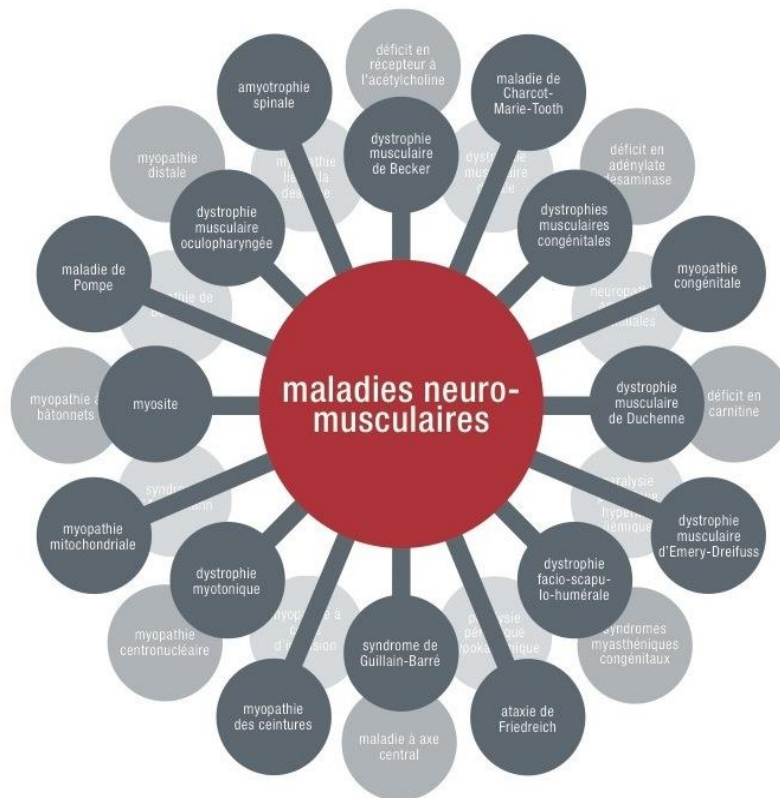 déficit en
récepteur à
l'acétylcholine
amyotrophie
spinale
maladie de
Charcot-
Marie-Tooth
dystrophie
musculaire
de Becker
myopathie
distale
déficit en
adénylate
désaminase
dystrophie
musculaire
oculopharyngée
dystrophies
musculaires
congénitales
maladie de
Pompe
myopathie
congénitale
maladies neuro-
musculaires
myopathie à
bâtonnets
myosite
dystrophie
musculaire
de Duchenne
déficit en
carnitine
myopathie
mitochondriale
dystrophie
musculaire
d'Emery-Dreifuss
dystrophie
myotonique
dystrophie
facio-scapu-
lo-humérale
myopathie
centronucléaire
syndrome de
Guillain-Barré
syndromes
myasthéniques
congénitaux
myopathie
des ceintures
ataxie de
Friedreich
maladie à axe
central